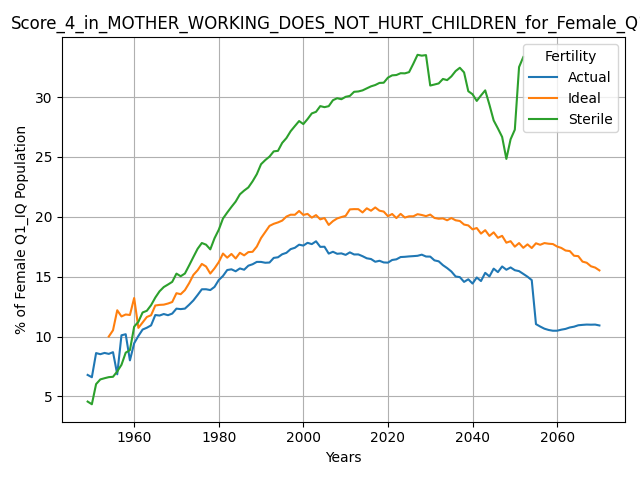 Score_4_in_MOTHER_WORKING_DOES_NOT_HURT_CHILDREN_for_Female_Q
Fertility
Actual
Ideal
Sterile
% of Female Q1_IQ Population
30
25
20
15
10
5
1960 1980 2000 2020 2040 2060
Years